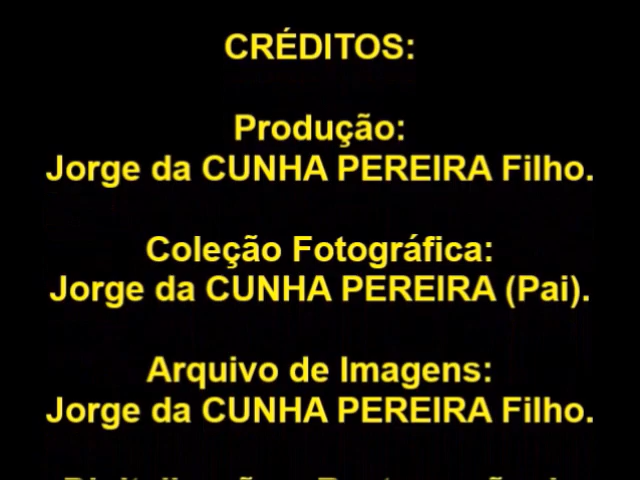 CRÉDITOS:
Produção:
Jorge da CUNHA PEREIRA Filho.
Coleção Fotográfica:
Jorge da CUNHA PEREIRA (Pai).
Arquivo de Imagens:
Jorge da CUNHA PEREIRA Filho.